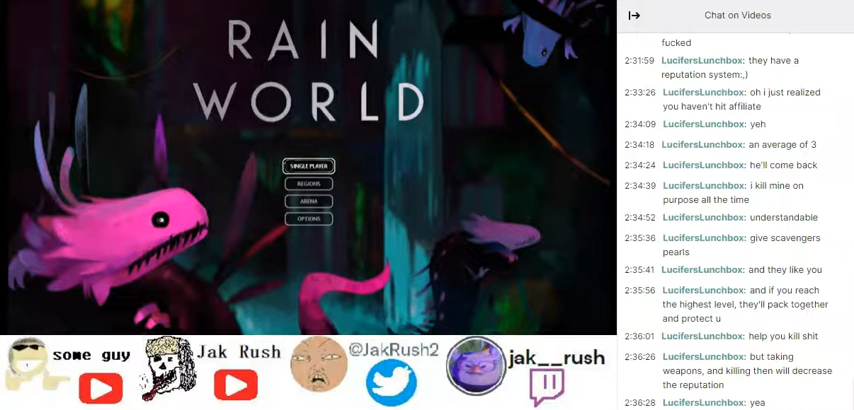 RAIN
WORLD
SINGLE PLAYER
REGIONS
ARENA
OPTIONS
some guy
Jak Rush
@JakRush2
jak__rush
Chat on Videos
fucked
2:31:59 LucifersLunchbox: they have a
reputation system:,)
2:33:26 LucifersLunchbox: oh i just realized
you haven't hit affiliate
2:34:09 LucifersLunchbox: yeh
2:34:18 LucifersLunchbox: an average of 3
2:34:24 LucifersLunchbox: he'll come back
2:34:39 LucifersLunchbox: i kill mine on
purpose all the time
2:34:52 LucifersLunchbox: understandable
2:35:36 LucifersLunchbox: give scavengers
pearls
2:35:41 LucifersLunchbox: and they like you
2:35:56 LucifersLunchbox: and if you reach
the highest level, they'll pack together
and protect u
2:36:01 LucifersLunchbox: help you kill shit
2:36:26 LucifersLunchbox: but taking
weapons, and killing then will decrease
the reputation
2:36:28 LucifersLunchbox: yea